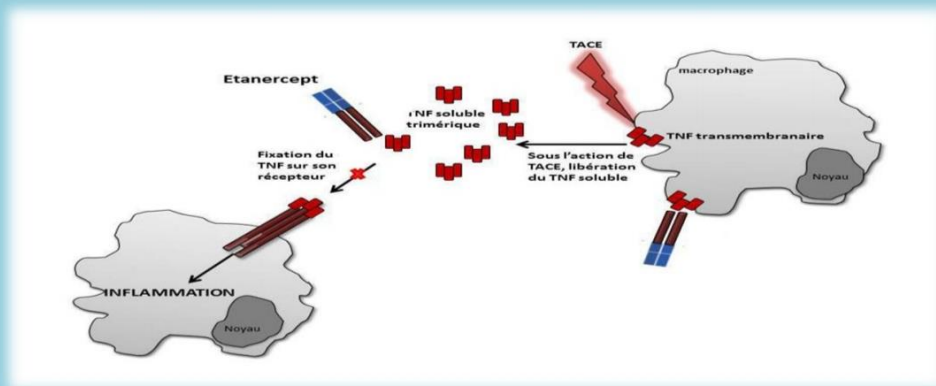 TACE
macrophage
Etanercept
TNF soluble
trimérique
TNF transmembranaire
Fixation du
TNF sur son
récepteur
Sous l'action de
TACE, libération
du TNF soluble
Noyau
INFLAMMATION
Noyau